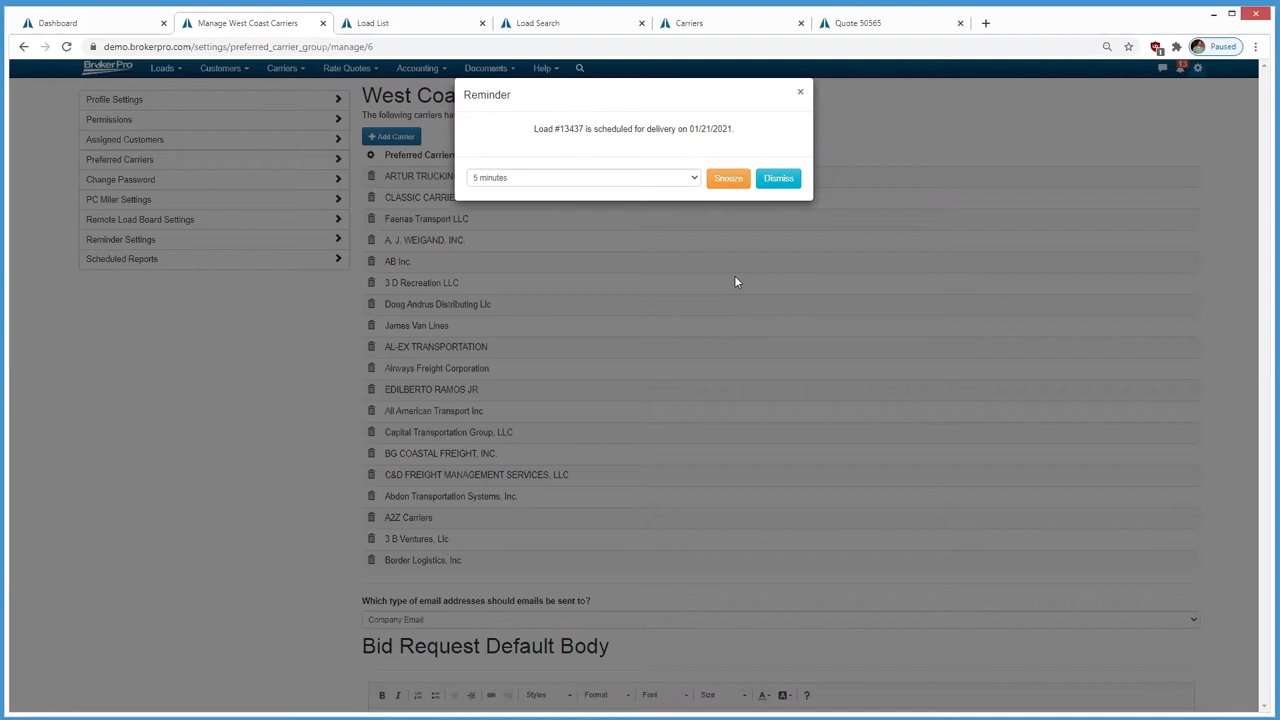 Dashboard × Manage West Coast Carriers × Load List × Load Search × Carriers × Quote 50565 × +
demo.brokerpro.com/settings/preferred_carrier_group/manage/6 Paused
BrokerPro Loads Customers Carriers Rate Quotes Accounting Documents Help 13
Reminder ×
Load #13437 is scheduled for delivery on 01/21/2021.
5 minutes Snooze Dismiss
Profile Settings
Permissions
Assigned Customers
Preferred Carriers
Change Password
PC Miler Settings
Remote Load Board Settings
Reminder Settings
Scheduled Reports
West Coa
The following carriers hav
+ Add Carrier
Preferred Carriers
ARTUR TRUCKIN
CLASSIC CARRIE
Faenas Transport LLC
A. J. WEIGAND, INC.
AB Inc.
3 D Recreation LLC
Doug Andrus Distributing Llc
James Van Lines
AL-EX TRANSPORTATION
Airways Freight Corporation
EDILBERTO RAMOS JR
All American Transport Inc
Capital Transportation Group, LLC
BG COASTAL FREIGHT, INC.
C&D FREIGHT MANAGEMENT SERVICES, LLC
Abdon Transportation Systems, Inc.
A2Z Carriers
3 B Ventures, Llc
Border Logistics, Inc.
Which type of email addresses should emails be sent to?
Company Email
Bid Request Default Body
B I Styles Format Font Size A A ?